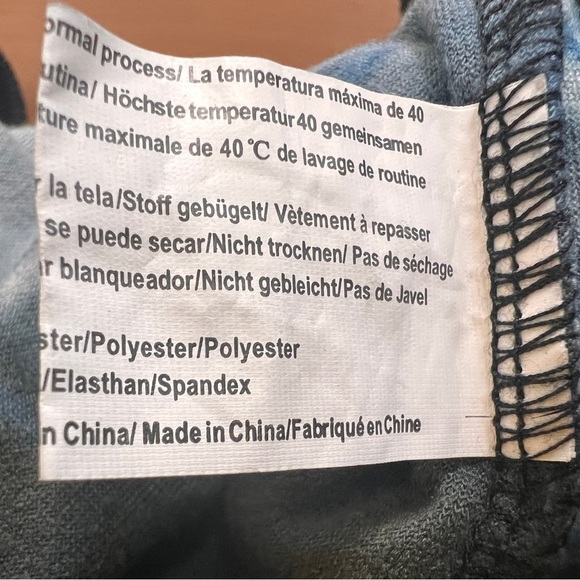 ormal process/ La temperatura máxima de 40
utina/ Höchste temperatur 40 gemeinsamen
ture maximale de 40℃ de lavage de routine
la tela/Stoff gebügelt/ Vètement à repasser
se puede secar/Nicht trocknen/ Pas de séchage
r blanqueador/Nicht gebleicht/Pas de Javel
ster/Polyester/Polyester
/Elasthan/Spandex
n China/ Made in China/Fabriqué en Chine